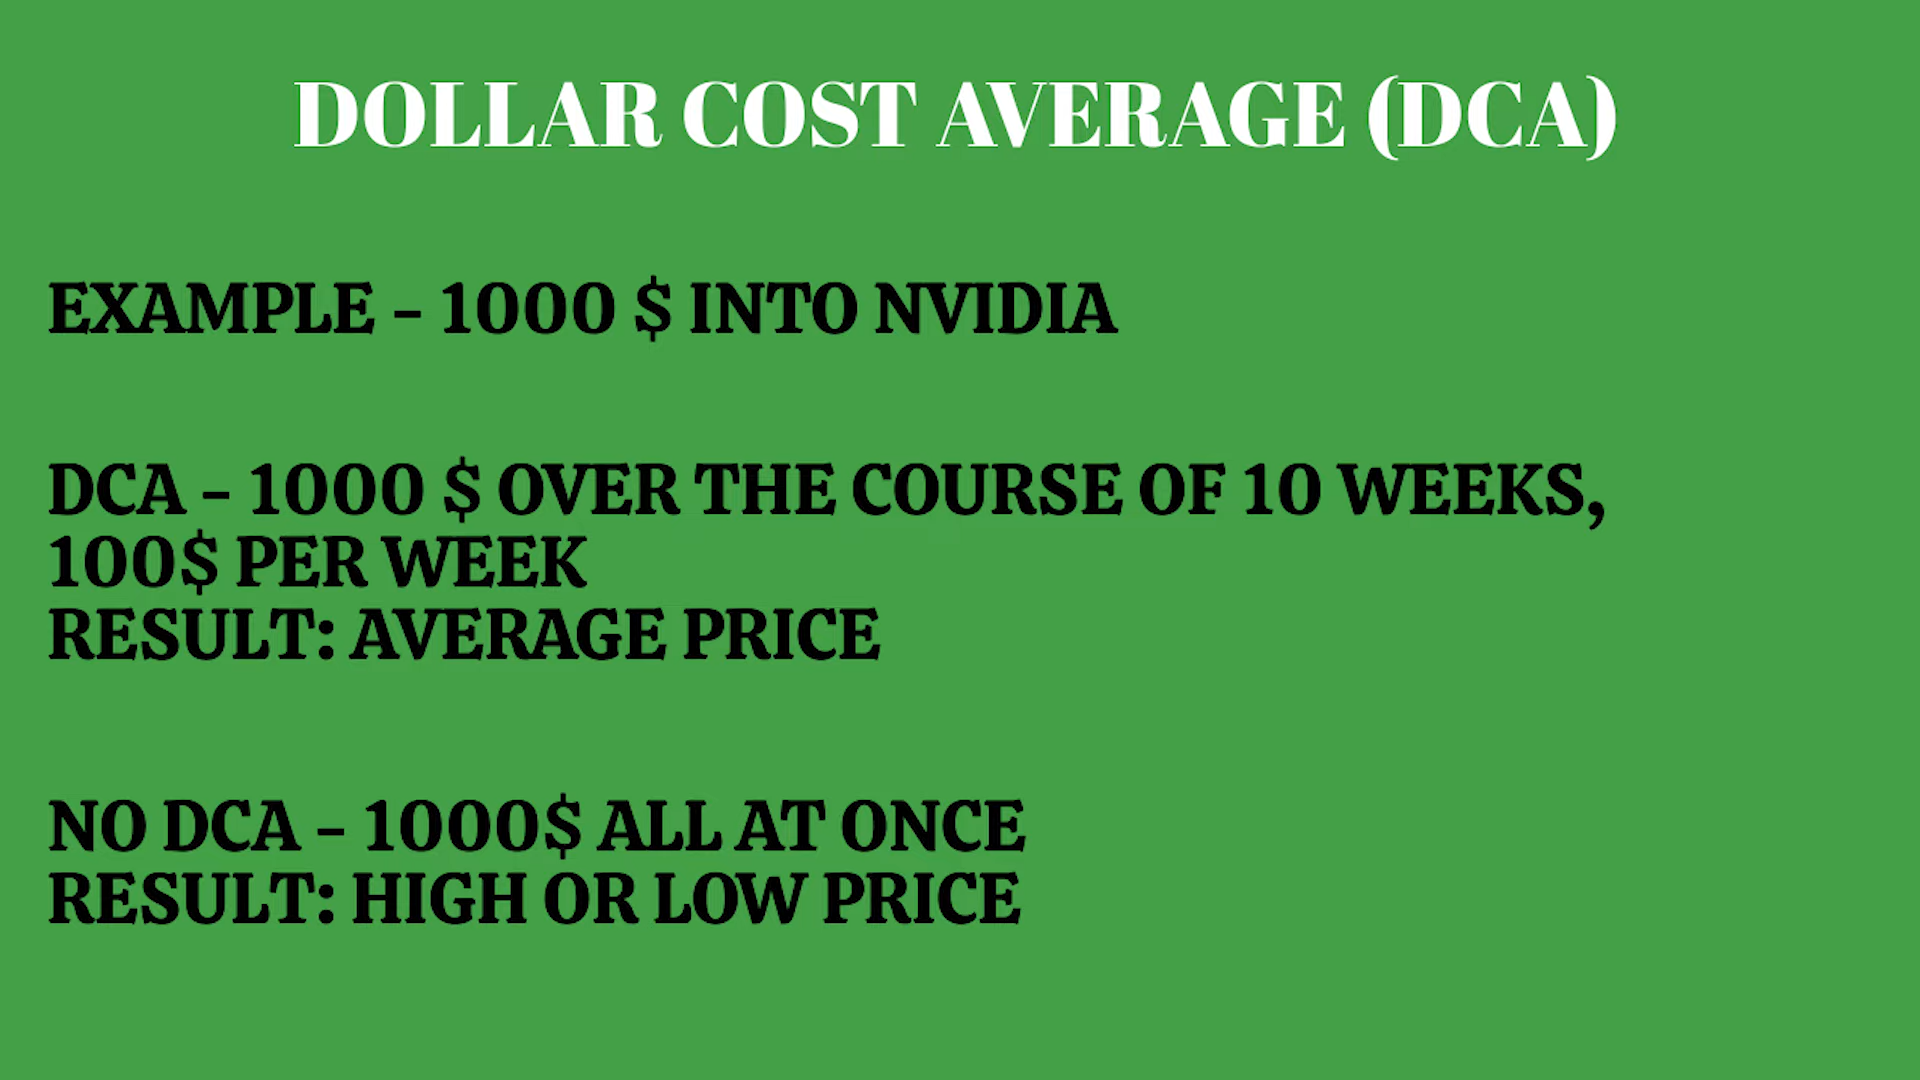 DOLLAR COST AVERAGE (DCA)
EXAMPLE – 1000 $ INTO NVIDIA
DCA – 1000 $ OVER THE COURSE OF 10 WEEKS,
100$ PER WEEK
RESULT: AVERAGE PRICE
NO DCA – 1000$ ALL AT ONCE
RESULT: HIGH OR LOW PRICE